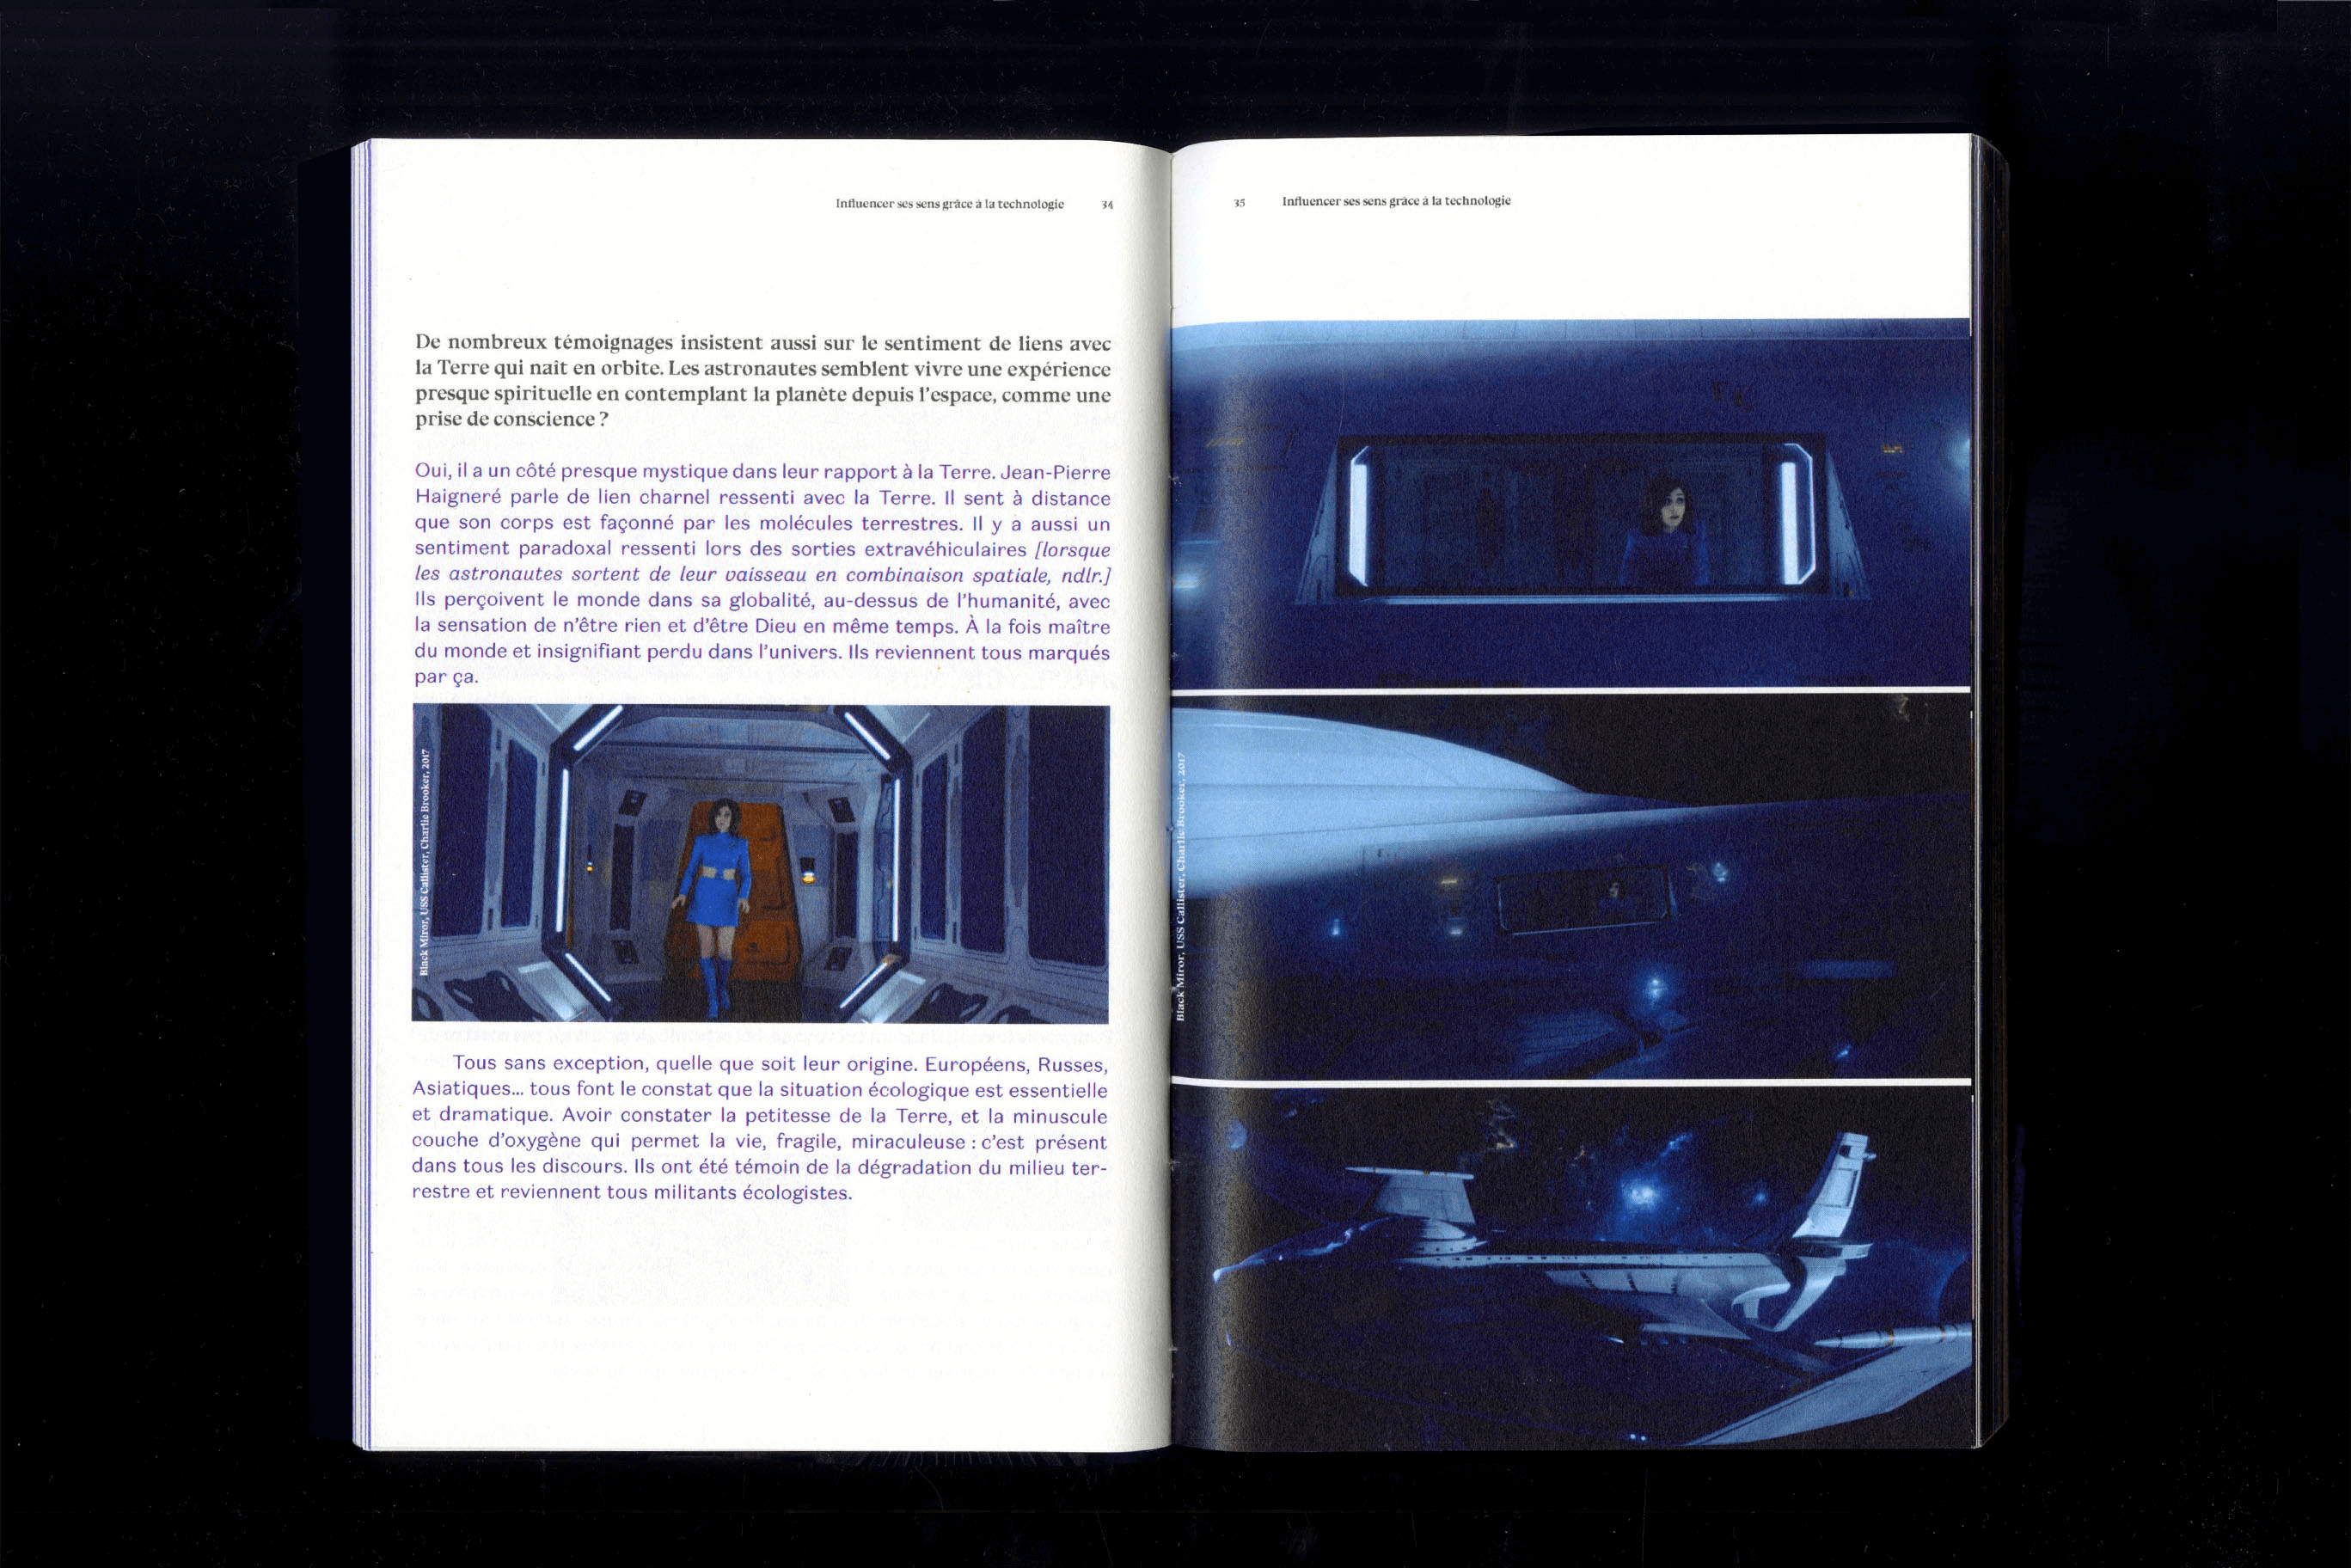 Influencer ses sens grâce à la technologie 34
De nombreux témoignages insistent aussi sur le sentiment de liens avec
la Terre qui naît en orbite. Les astronautes semblent vivre une expérience
presque spirituelle en contemplant la planète depuis l'espace, comme une
prise de conscience ?
Oui, il a un côté presque mystique dans leur rapport à la Terre. Jean-Pierre
Haigneré parle de lien charnel ressenti avec la Terre. Il sent à distance
que son corps est façonné par les molécules terrestres. Il y a aussi un
sentiment paradoxal ressenti lors des sorties extravéhiculaires [lorsque
les astronautes sortent de leur vaisseau en combinaison spatiale, ndlr.]
Ils perçoivent le monde dans sa globalité, au-dessus de l'humanité, avec
la sensation de n'être rien et d'être Dieu en même temps. À la fois maître
du monde et insignifiant perdu dans l'univers. Ils reviennent tous marqués
par ça.
Black Miror, USS Callister, Charlie Brooker, 2017
Tous sans exception, quelle que soit leur origine. Européens, Russes,
Asiatiques... tous font le constat que la situation écologique est essentielle
et dramatique. Avoir constater la petitesse de la Terre, et la minuscule
couche d'oxygène qui permet la vie, fragile, miraculeuse : c'est présent
dans tous les discours. Ils ont été témoin de la dégradation du milieu ter-
restre et reviennent tous militants écologistes.
35 Influencer ses sens grâce à la technologie
Black Miror, USS Callister, Charlie Brooker, 2017